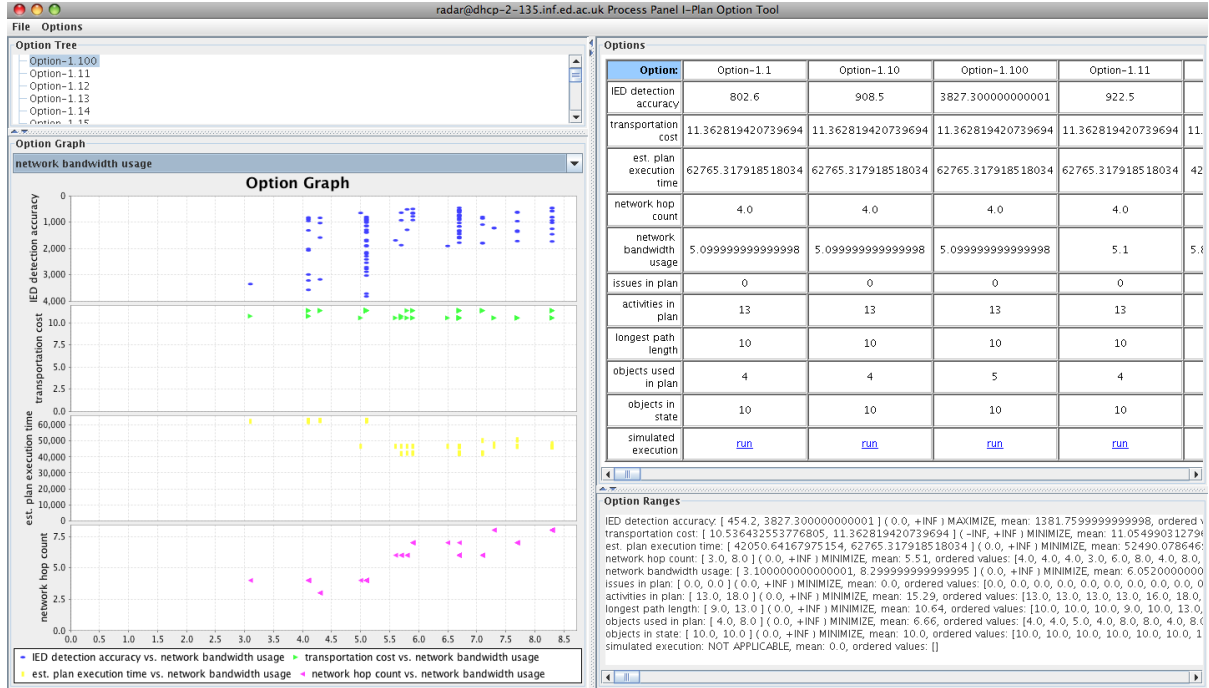 radar@dhcp-2-135.inf.ed.ac.uk Process Panel I-Plan Option Tool
File Options
Option Tree
Option-1.100
Option-1.11
Option-1.12
Option-1.13
Option-1.14
Option-1.15
Option Graph
network bandwidth usage
Option Graph
IED detection accuracy
0
1,000
2,000
3,000
4,000
transportation cost
10.0
7.5
5.0
2.5
0.0
est. plan execution time
60,000
50,000
40,000
30,000
20,000
10,000
0
network hop count
7.5
5.0
2.5
0.0
0.0 0.5 1.0 1.5 2.0 2.5 3.0 3.5 4.0 4.5 5.0 5.5 6.0 6.5 7.0 7.5 8.0 8.5
IED detection accuracy vs. network bandwidth usage transportation cost vs. network bandwidth usage
est. plan execution time vs. network bandwidth usage network hop count vs. network bandwidth usage
Options
Option: Option-1.1 Option-1.10 Option-1.100 Option-1.11
IED detection accuracy 802.6 908.5 3827.300000000001 922.5
transportation cost 11.362819420739694 11.362819420739694 11.362819420739694 11.362819420739694 11.
est. plan execution time 62765.317918518034 62765.317918518034 62765.317918518034 62765.317918518034 42
network hop count 4.0 4.0 4.0 4.0
network bandwidth usage 5.099999999999998 5.099999999999998 5.099999999999998 5.1 5.8
issues in plan 0 0 0 0
activities in plan 13 13 13 13
longest path length 10 10 10 10
objects used in plan 4 4 5 4
objects in state 10 10 10 10
simulated execution run run run run
Option Ranges
IED detection accuracy: [ 454.2, 3827.300000000001 ] ( 0.0, +INF ) MAXIMIZE, mean: 1381.7599999999998, ordered v
transportation cost: [ 10.536432553776805, 11.362819420739694 ] ( -INF, +INF ) MINIMIZE, mean: 11.05499031279
est. plan execution time: [ 42050.64167975154, 62765.317918518034 ] ( 0.0, +INF ) MINIMIZE, mean: 52490.078646
network hop count: [ 3.0, 8.0 ] ( 0.0, +INF ) MINIMIZE, mean: 5.51, ordered values: [4.0, 4.0, 4.0, 3.0, 6.0, 8.0, 4.0, 8.0,
network bandwidth usage: [ 3.100000000000001, 8.299999999999995 ] ( 0.0, +INF ) MINIMIZE, mean: 6.0520000000
issues in plan: [ 0.0, 0.0 ] ( 0.0, +INF ) MINIMIZE, mean: 0.0, ordered values: [0.0, 0.0, 0.0, 0.0, 0.0, 0.0, 0.0, 0.0, 0.0, 0
activities in plan: [ 13.0, 18.0 ] ( 0.0, +INF ) MINIMIZE, mean: 15.29, ordered values: [13.0, 13.0, 13.0, 13.0, 16.0, 18.0,
longest path length: [ 9.0, 13.0 ] ( 0.0, +INF ) MINIMIZE, mean: 10.64, ordered values: [10.0, 10.0, 10.0, 9.0, 10.0, 13.0,
objects used in plan: [ 4.0, 8.0 ] ( 0.0, +INF ) MINIMIZE, mean: 6.66, ordered values: [4.0, 4.0, 5.0, 4.0, 8.0, 8.0, 4.0, 8.0
objects in state: [ 10.0, 10.0 ] ( 0.0, +INF ) MINIMIZE, mean: 10.0, ordered values: [10.0, 10.0, 10.0, 10.0, 10.0, 10.0, 1
simulated execution: NOT APPLICABLE, mean: 0.0, ordered values: []